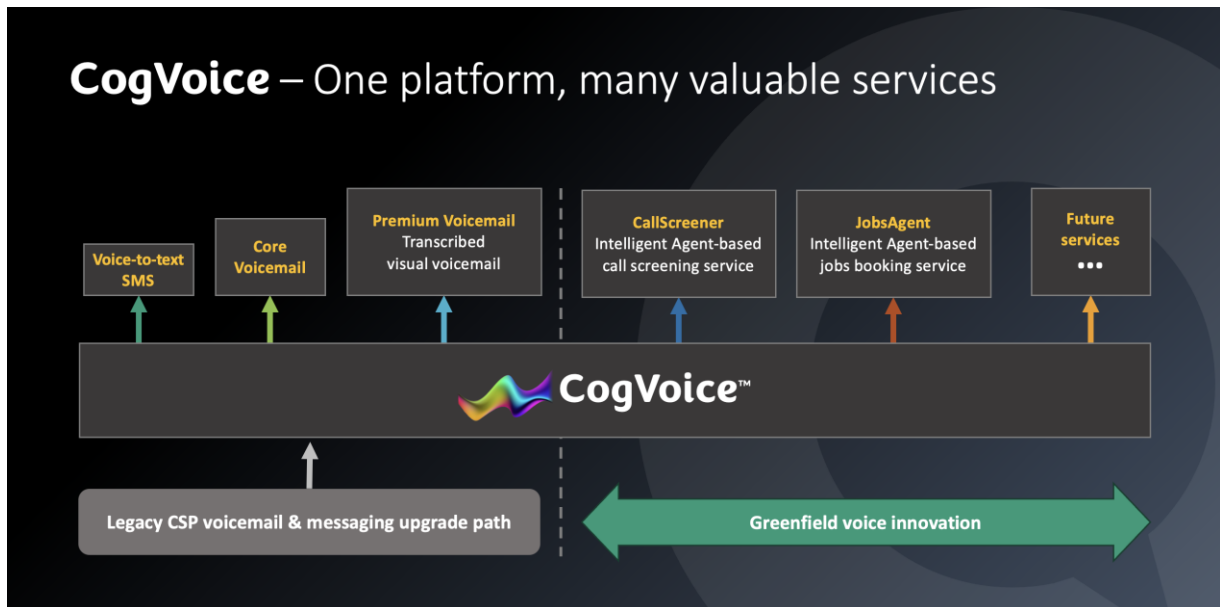 CogVoice – One platform, many valuable services
Voice-to-text
SMS
Core
Voicemail
Premium Voicemail
Transcribed
visual voicemail
CallScreener
Intelligent Agent-based
call screening service
JobsAgent
Intelligent Agent-based
jobs booking service
Future
services
•••
CogVoice™
Legacy CSP voicemail & messaging upgrade path
Greenfield voice innovation